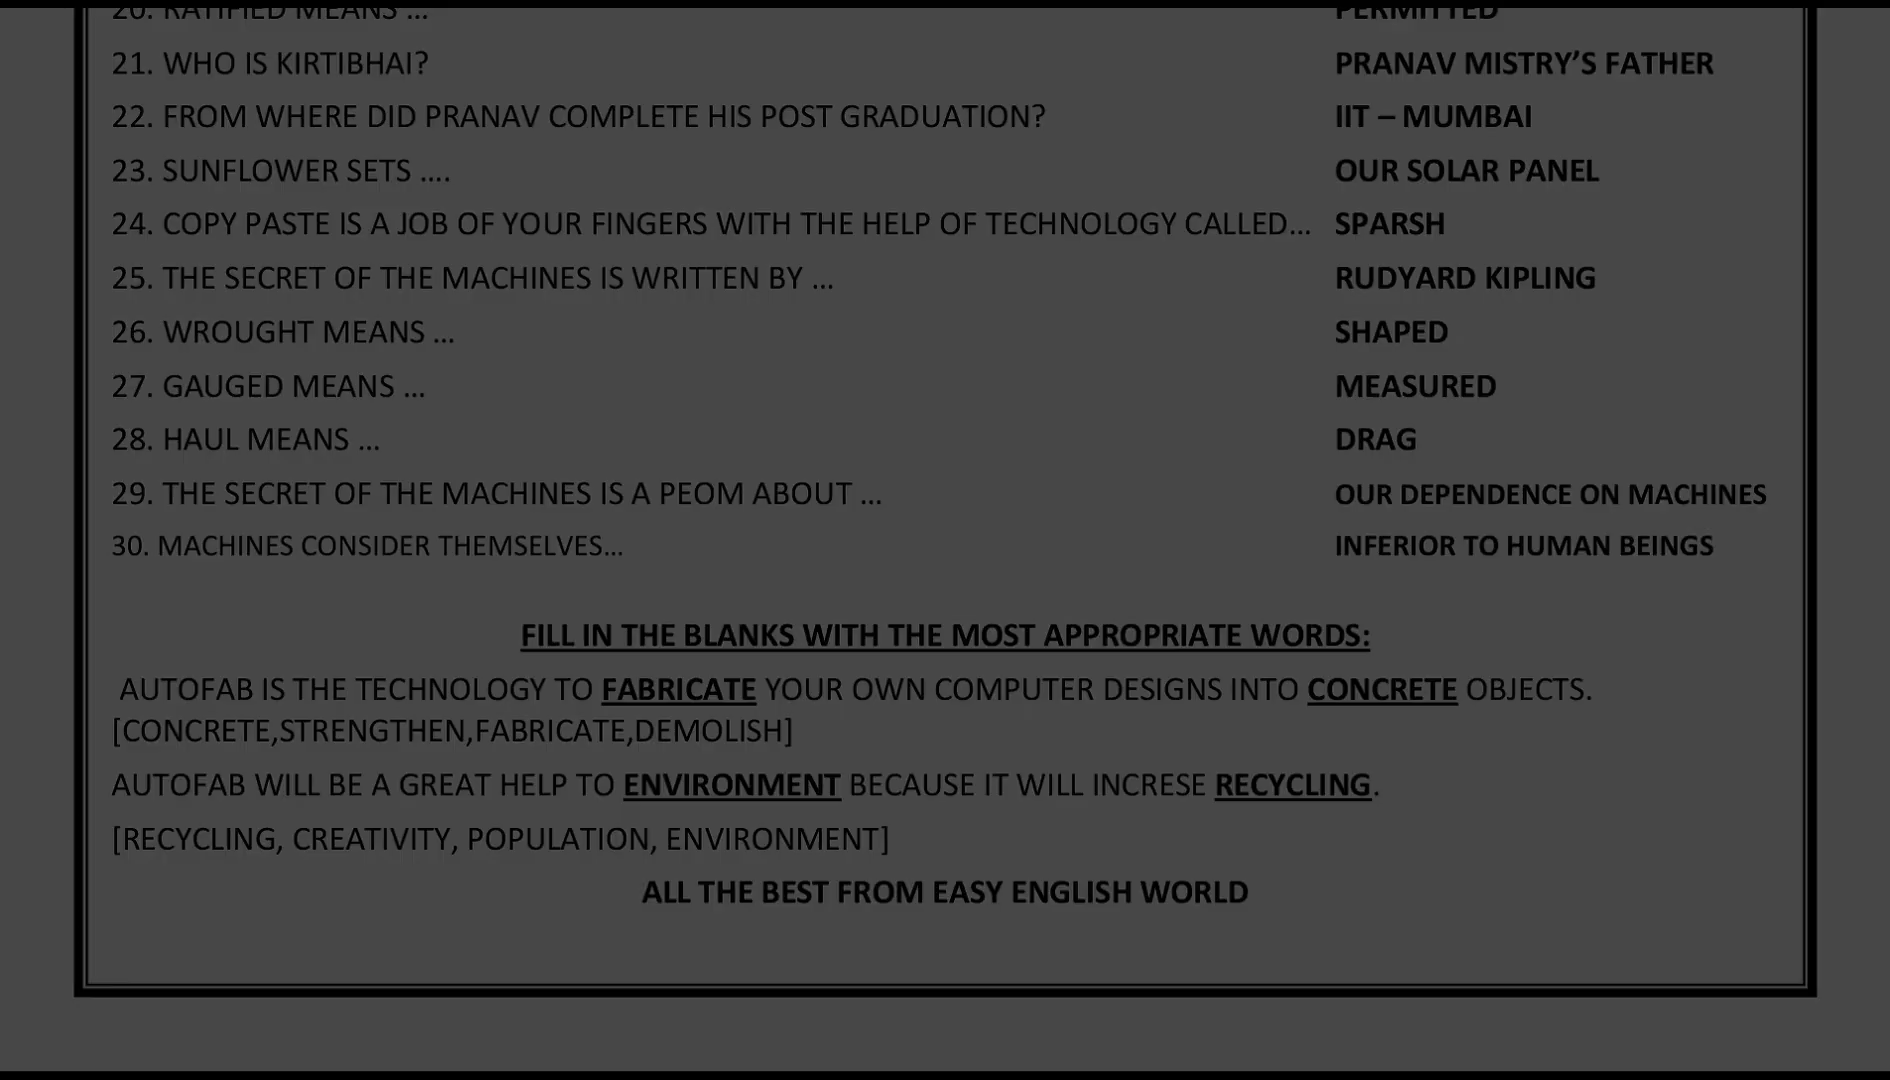 20. RATIFIED MEANS … PERMITTED
21. WHO IS KIRTIBHAI? PRANAV MISTRY’S FATHER
22. FROM WHERE DID PRANAV COMPLETE HIS POST GRADUATION? IIT – MUMBAI
23. SUNFLOWER SETS …. OUR SOLAR PANEL
24. COPY PASTE IS A JOB OF YOUR FINGERS WITH THE HELP OF TECHNOLOGY CALLED… SPARSH
25. THE SECRET OF THE MACHINES IS WRITTEN BY … RUDYARD KIPLING
26. WROUGHT MEANS … SHAPED
27. GAUGED MEANS … MEASURED
28. HAUL MEANS … DRAG
29. THE SECRET OF THE MACHINES IS A PEOM ABOUT … OUR DEPENDENCE ON MACHINES
30. MACHINES CONSIDER THEMSELVES… INFERIOR TO HUMAN BEINGS
FILL IN THE BLANKS WITH THE MOST APPROPRIATE WORDS:
AUTOFAB IS THE TECHNOLOGY TO FABRICATE YOUR OWN COMPUTER DESIGNS INTO CONCRETE OBJECTS.
[CONCRETE,STRENGTHEN,FABRICATE,DEMOLISH]
AUTOFAB WILL BE A GREAT HELP TO ENVIRONMENT BECAUSE IT WILL INCRESE RECYCLING.
[RECYCLING, CREATIVITY, POPULATION, ENVIRONMENT]
ALL THE BEST FROM EASY ENGLISH WORLD